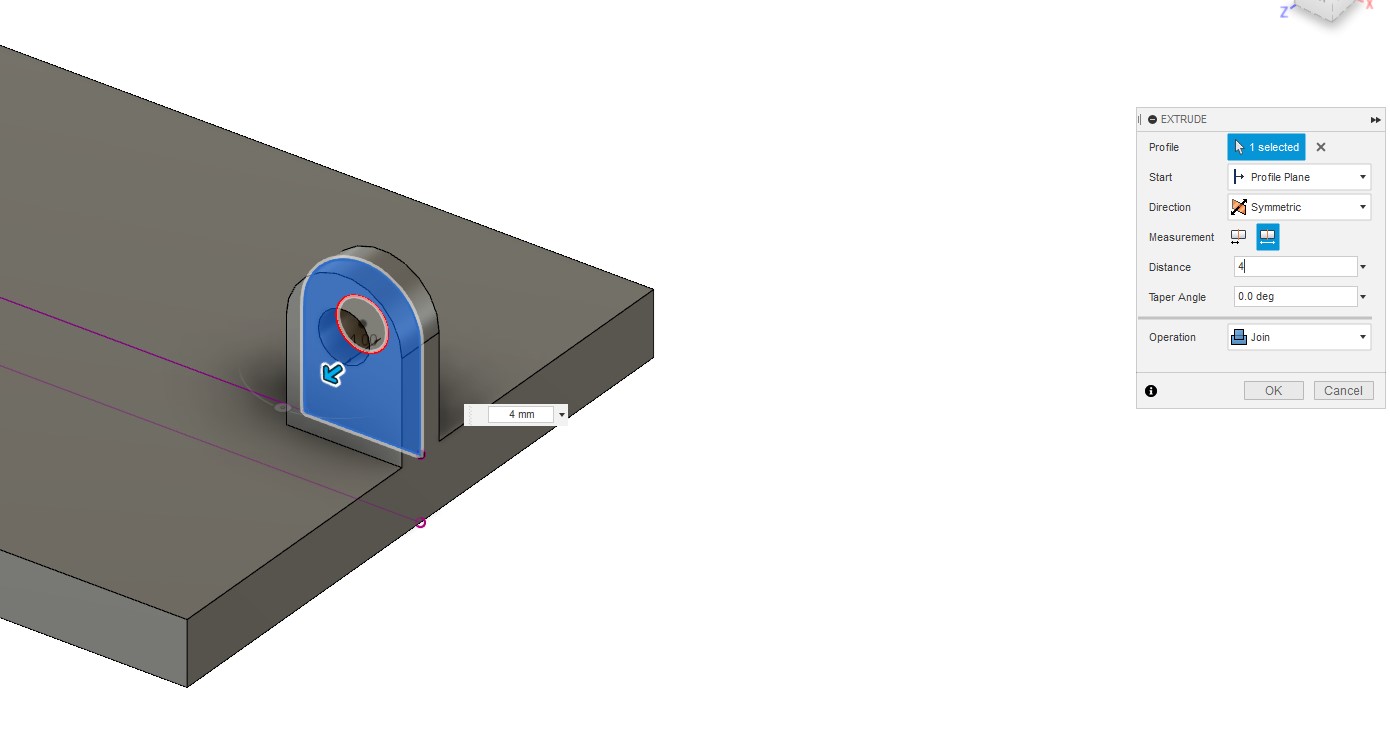 Z
X
EXTRUDE
Profile
1 selected
Start
Profile Plane
Direction
Symmetric
Measurement
Distance
4
Taper Angle
0.0 deg
Operation
Join
OK
Cancel
4 mm